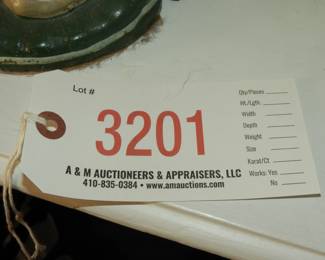 Lot #
3201
A & M AUCTIONEERS & APPRAISERS, LLC
410-835-0384 • www.amauctions.com
Qty/Pieces
Ht./Lgth.
Width
Depth
Weight
Size
Karat/Ct.
Works: Yes
No